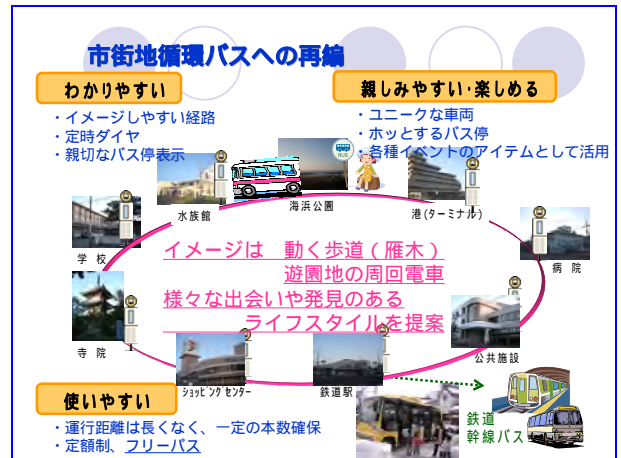 市街地循環バスへの再編
わかりやすい
・イメージしやすい経路
・定時ダイヤ
・親切なバス停表示
親しみやすい・楽しめる
・ユニークな車両
・ホッとするバス停
・各種イベントのアイテムとして活用
BUS
水族館
海浜公園
港(ターミナル)
学 校
病 院
イメージは 動く歩道（雁木）
遊園地の周回電車
様々な出会いや発見のある
ライフスタイルを提案
寺 院
ショッピングセンター
鉄道駅
公共施設
使いやすい
・運行距離は長くなく、一定の本数確保
・定額制、フリーパス
鉄道
幹線バス